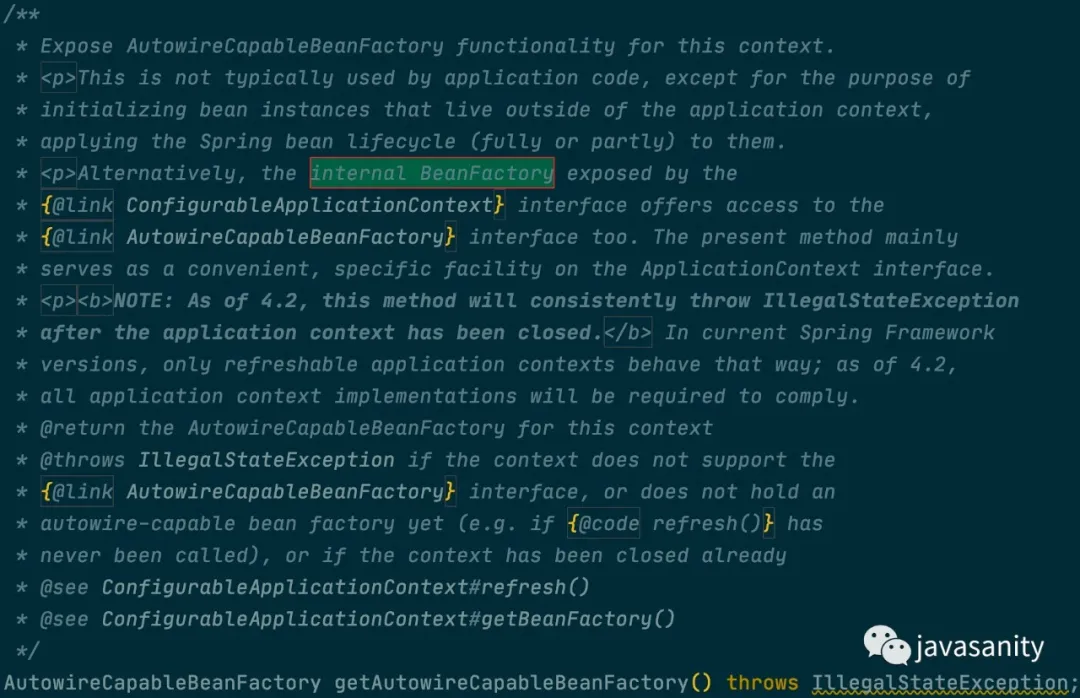 /**
* Expose AutowireCapableBeanFactory functionality for this context.
* <p>This is not typically used by application code, except for the purpose of
* initializing bean instances that live outside of the application context,
* applying the Spring bean lifecycle (fully or partly) to them.
* <p>Alternatively, the internal BeanFactory exposed by the
* {@link ConfigurableApplicationContext} interface offers access to the
* {@link AutowireCapableBeanFactory} interface too. The present method mainly
* serves as a convenient, specific facility on the ApplicationContext interface.
* <p><b>NOTE: As of 4.2, this method will consistently throw IllegalStateException
* after the application context has been closed.</b> In current Spring Framework
* versions, only refreshable application contexts behave that way; as of 4.2,
* all application context implementations will be required to comply.
* @return the AutowireCapableBeanFactory for this context
* @throws IllegalStateException if the context does not support the
* {@link AutowireCapableBeanFactory} interface, or does not hold an
* autowire-capable bean factory yet (e.g. if {@code refresh()} has
* never been called), or if the context has been closed already
* @see ConfigurableApplicationContext#refresh()
* @see ConfigurableApplicationContext#getBeanFactory()
*/
javasanity
AutowireCapableBeanFactory getAutowireCapableBeanFactory() throws IllegalStateException;